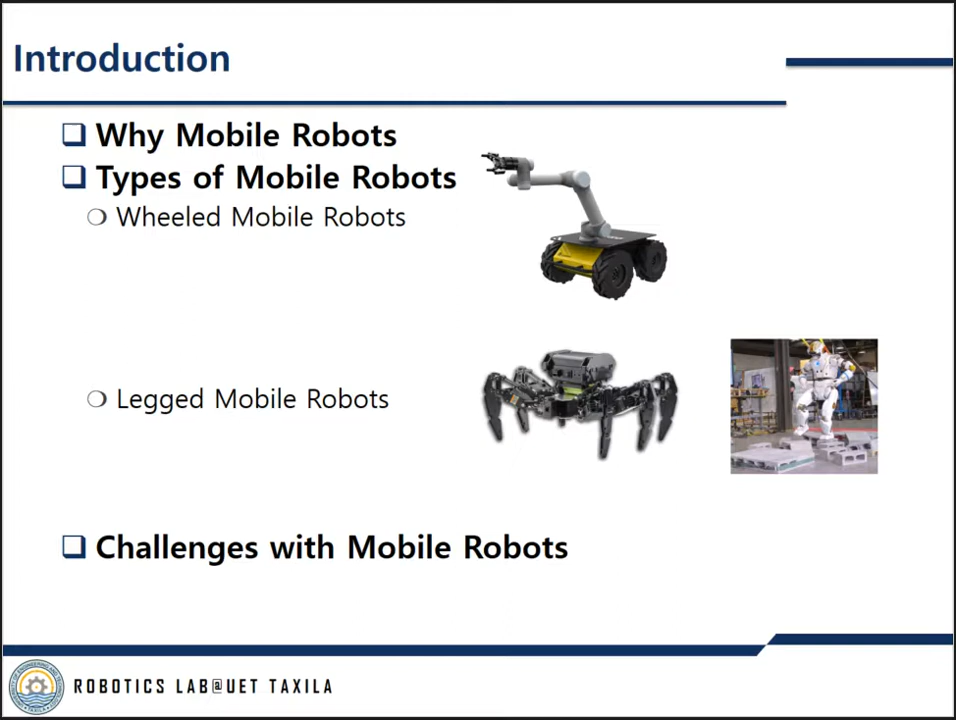 Introduction
Why Mobile Robots
Types of Mobile Robots
Wheeled Mobile Robots
Legged Mobile Robots
Challenges with Mobile Robots
ROBOTICS LAB@UET TAXILA